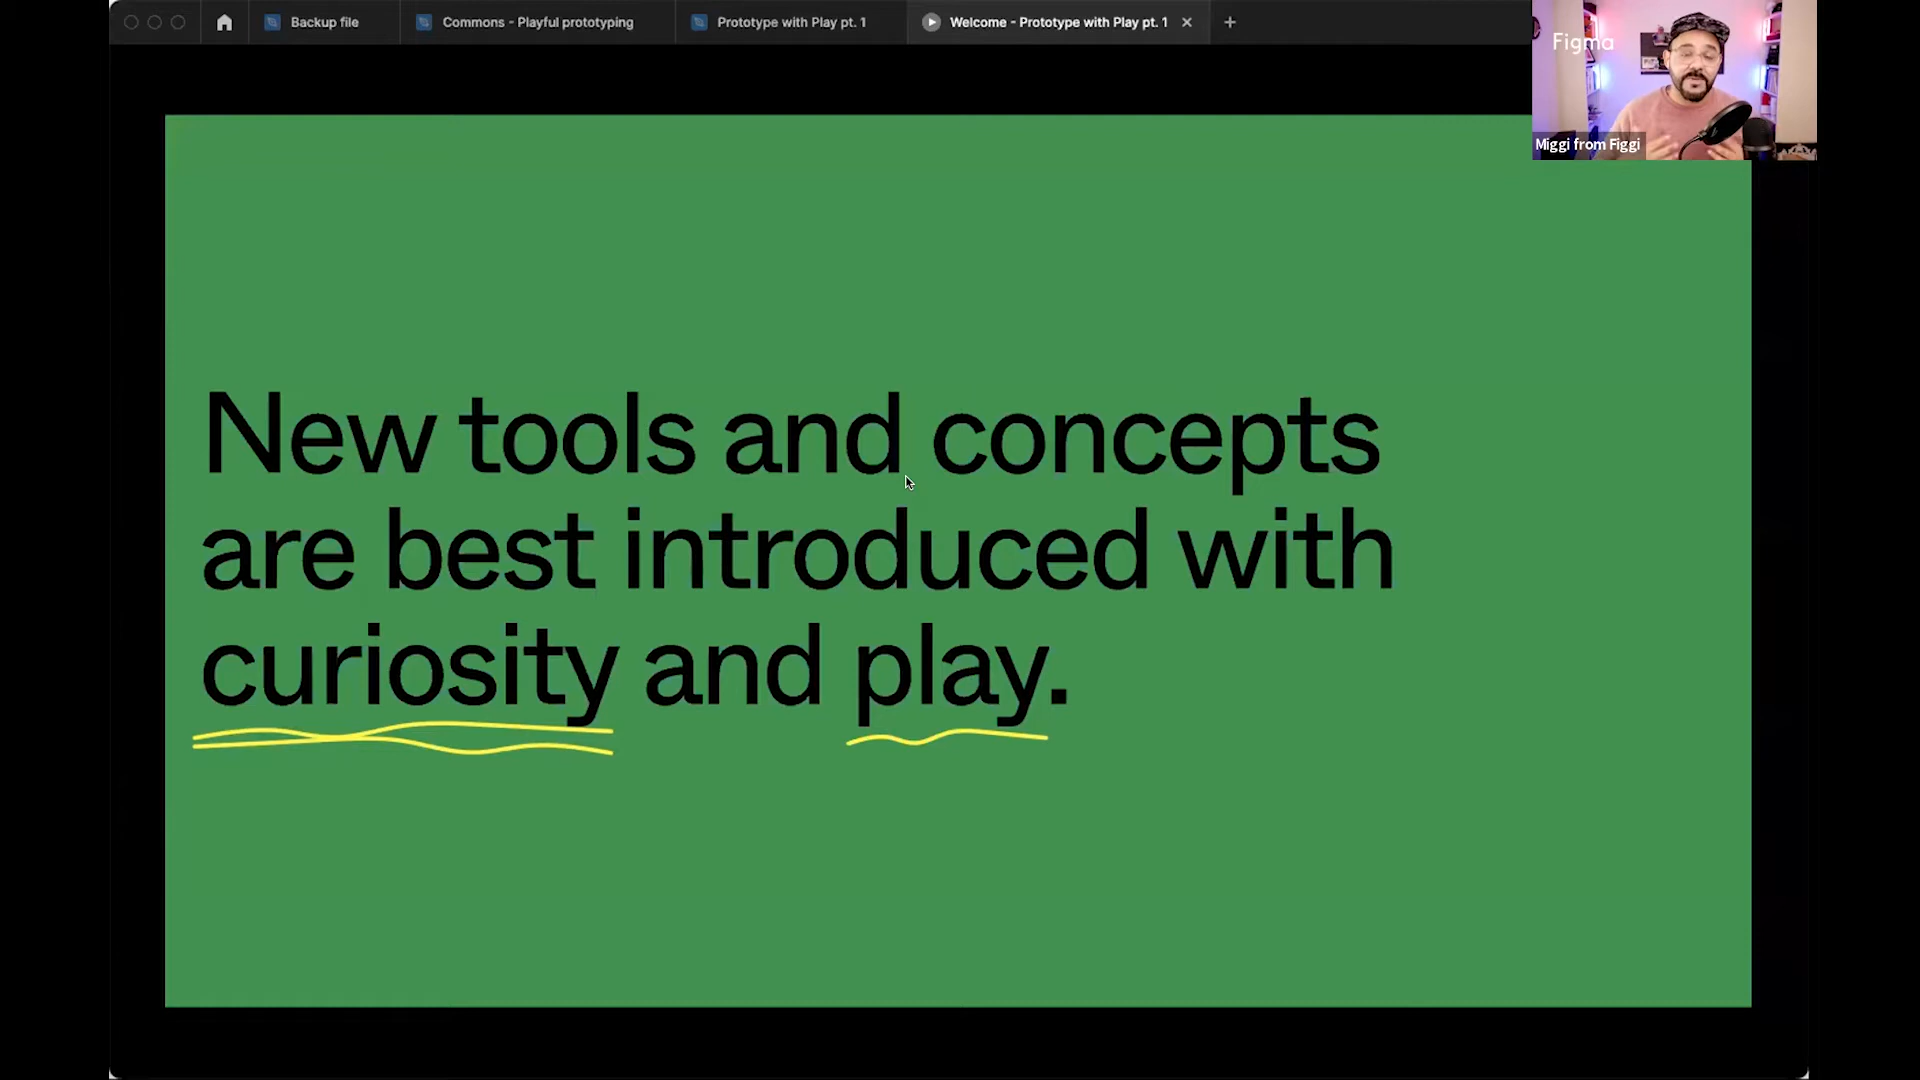 Backup file
Commons - Playful prototyping
Prototype with Play pt. 1
Welcome - Prototype with Play pt. 1
Figma
Miggi from Figgi
New tools and concepts
are best introduced with
curiosity and play.